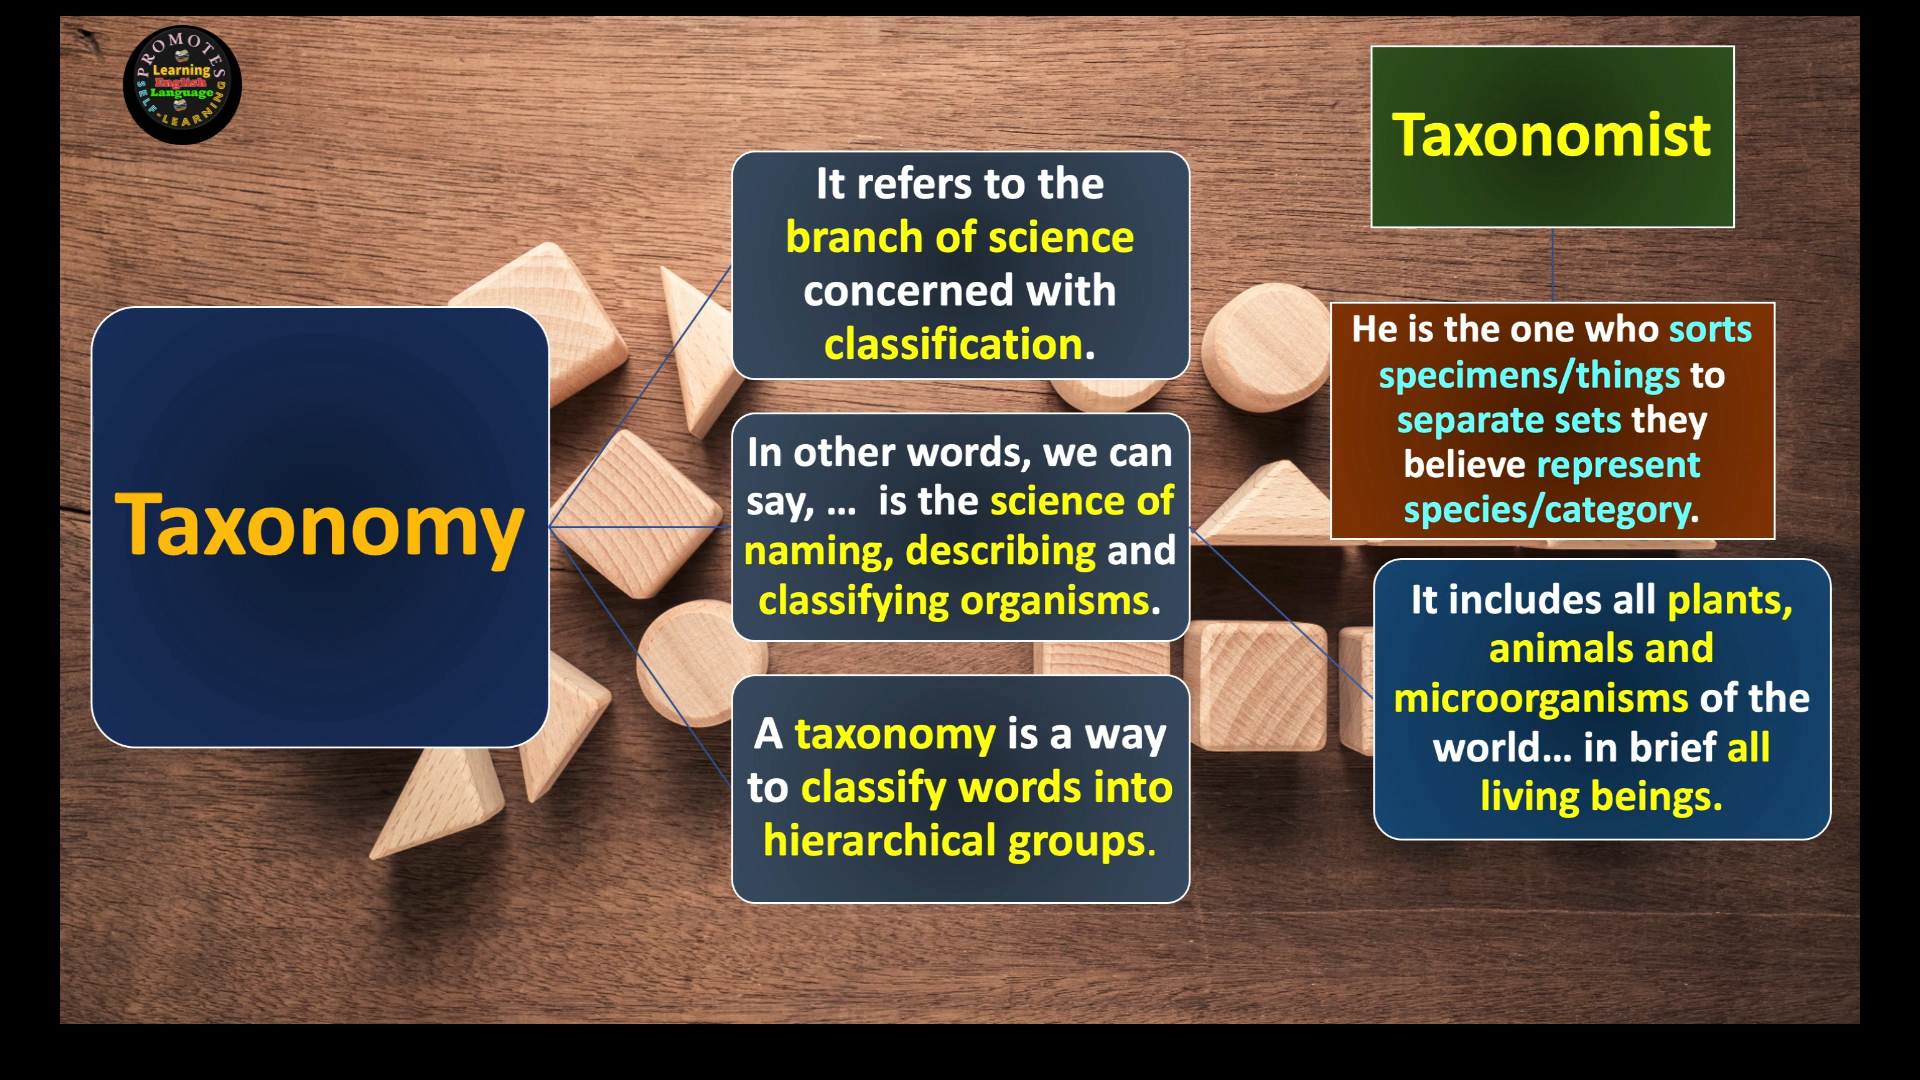 PROMOTES
Learning
English
Language
SELF-LEARNING
Taxonomy
It refers to the
branch of science
concerned with
classification.
In other words, we can
say, ... is the science of
naming, describing and
classifying organisms.
A taxonomy is a way
to classify words into
hierarchical groups.
Taxonomist
He is the one who sorts
specimens/things to
separate sets they
believe represent
species/category.
It includes all plants,
animals and
microorganisms of the
world... in brief all
living beings.